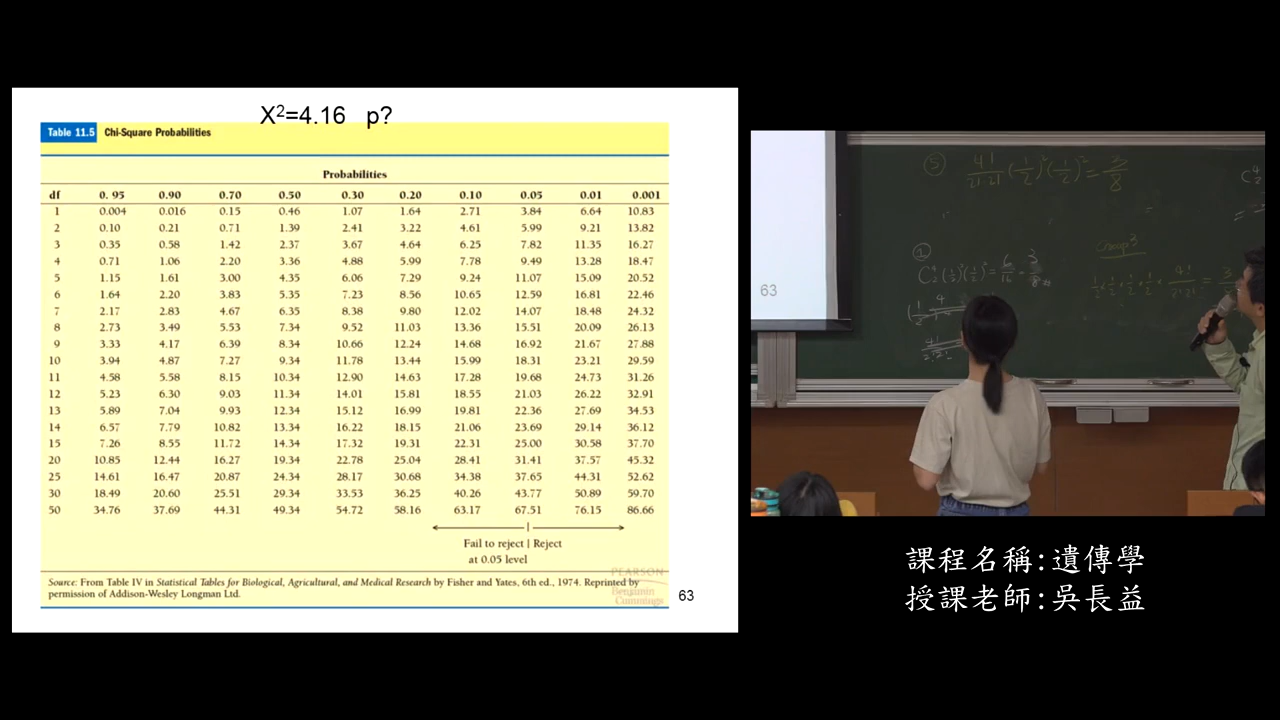 X²=4.16 p?
Table 11.5 Chi-Square Probabilities
Probabilities
df 0. 95 0.90 0.70 0.50 0.30 0.20 0.10 0.05 0.01 0.001
1 0.004 0.016 0.15 0.46 1.07 1.64 2.71 3.84 6.64 10.83
2 0.10 0.21 0.71 1.39 2.41 3.22 4.61 5.99 9.21 13.82
3 0.35 0.58 1.42 2.37 3.67 4.64 6.25 7.82 11.35 16.27
4 0.71 1.06 2.20 3.36 4.88 5.99 7.78 9.49 13.28 18.47
5 1.15 1.61 3.00 4.35 6.06 7.29 9.24 11.07 15.09 20.52
6 1.64 2.20 3.83 5.35 7.23 8.56 10.65 12.59 16.81 22.46
7 2.17 2.83 4.67 6.35 8.38 9.80 12.02 14.07 18.48 24.32
8 2.73 3.49 5.53 7.34 9.52 11.03 13.36 15.51 20.09 26.13
9 3.33 4.17 6.39 8.34 10.66 12.24 14.68 16.92 21.67 27.88
10 3.94 4.87 7.27 9.34 11.78 13.44 15.99 18.31 23.21 29.59
11 4.58 5.58 8.15 10.34 12.90 14.63 17.28 19.68 24.73 31.26
12 5.23 6.30 9.03 11.34 14.01 15.81 18.55 21.03 26.22 32.91
13 5.89 7.04 9.93 12.34 15.12 16.99 19.81 22.36 27.69 34.53
14 6.57 7.79 10.82 13.34 16.22 18.15 21.06 23.69 29.14 36.12
15 7.26 8.55 11.72 14.34 17.32 19.31 22.31 25.00 30.58 37.70
20 10.85 12.44 16.27 19.34 22.78 25.04 28.41 31.41 37.57 45.32
25 14.61 16.47 20.87 24.34 28.17 30.68 34.38 37.65 44.31 52.62
30 18.49 20.60 25.51 29.34 33.53 36.25 40.26 43.77 50.89 59.70
50 34.76 37.69 44.31 49.34 54.72 58.16 63.17 67.51 76.15 86.66
Fail to reject | Reject
at 0.05 level
Source: From Table IV in Statistical Tables for Biological, Agricultural, and Medical Research by Fisher and Yates, 6th ed., 1974. Reprinted by
permission of Addison-Wesley Longman Ltd.
PEARSON
Benjamin
Cummings
63
63
⑤ 4!/2!·2! (1/2)²(1/2)²=3/8
①
課程名稱:遺傳學
授課老師:吳長益